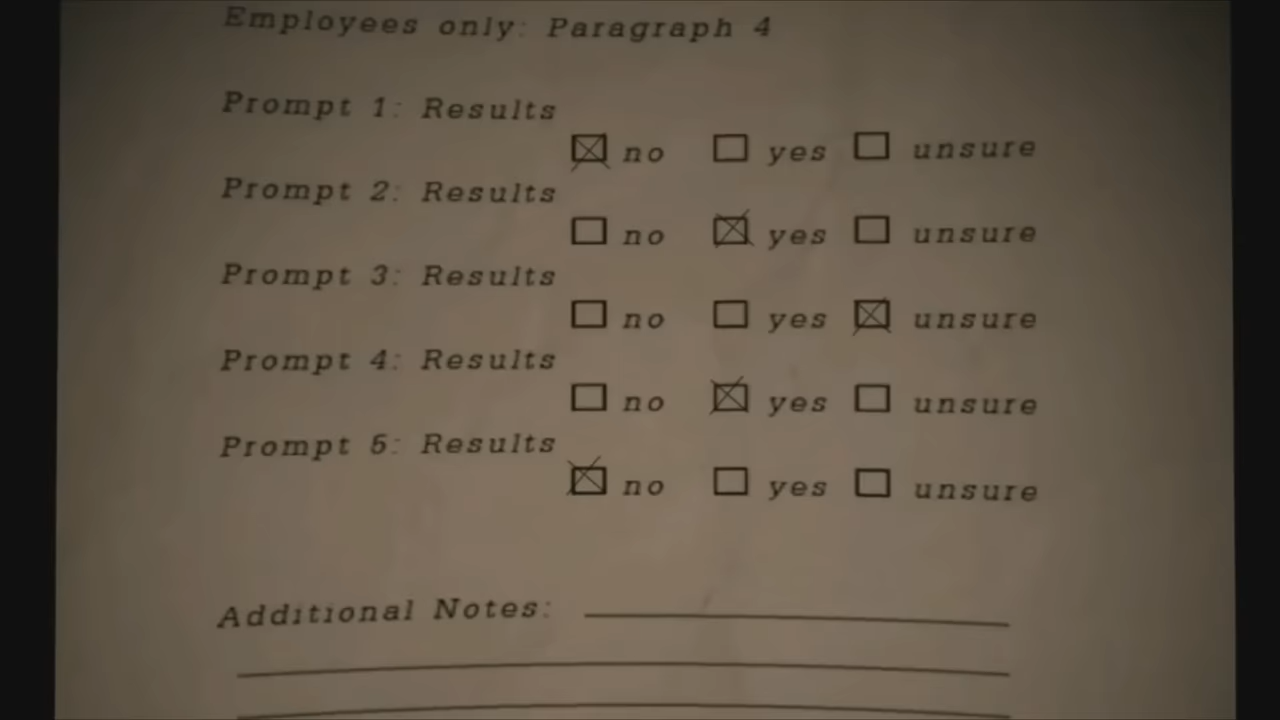 Employees only: Paragraph 4
Prompt 1: Results
no yes unsure
Prompt 2: Results
no yes unsure
Prompt 3: Results
no yes unsure
Prompt 4: Results
no yes unsure
Prompt 5: Results
no yes unsure
Additional Notes: